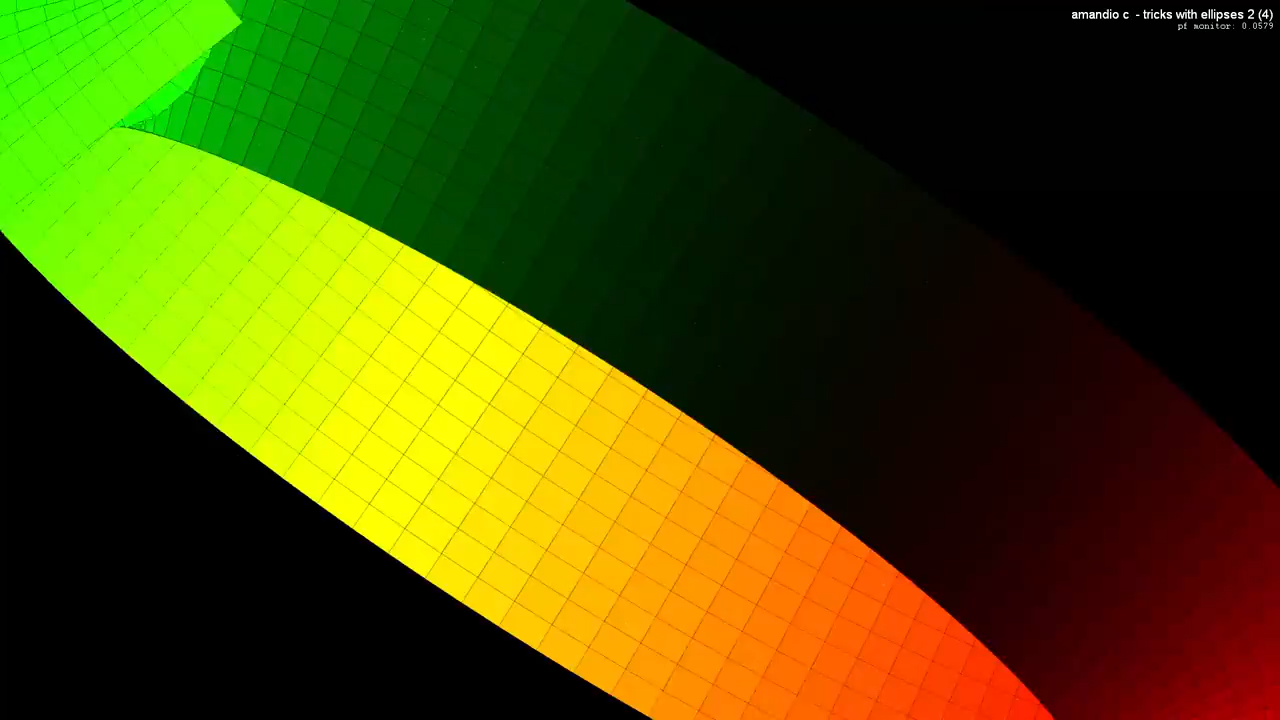 amandio c  - tricks with ellipses 2 (4)
pf monitor: 0.0579